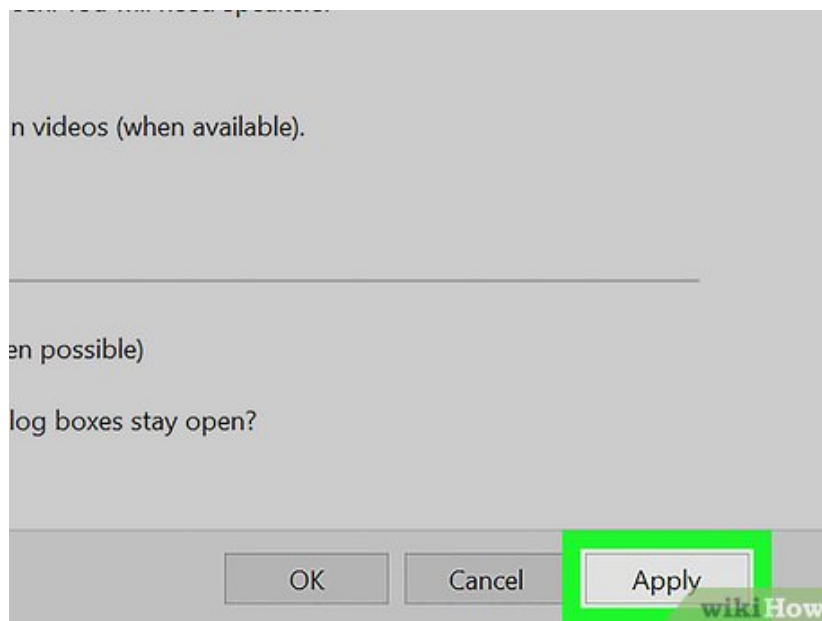 n videos (when available).
en possible)
log boxes stay open?
OK Cancel Apply
wikiHow